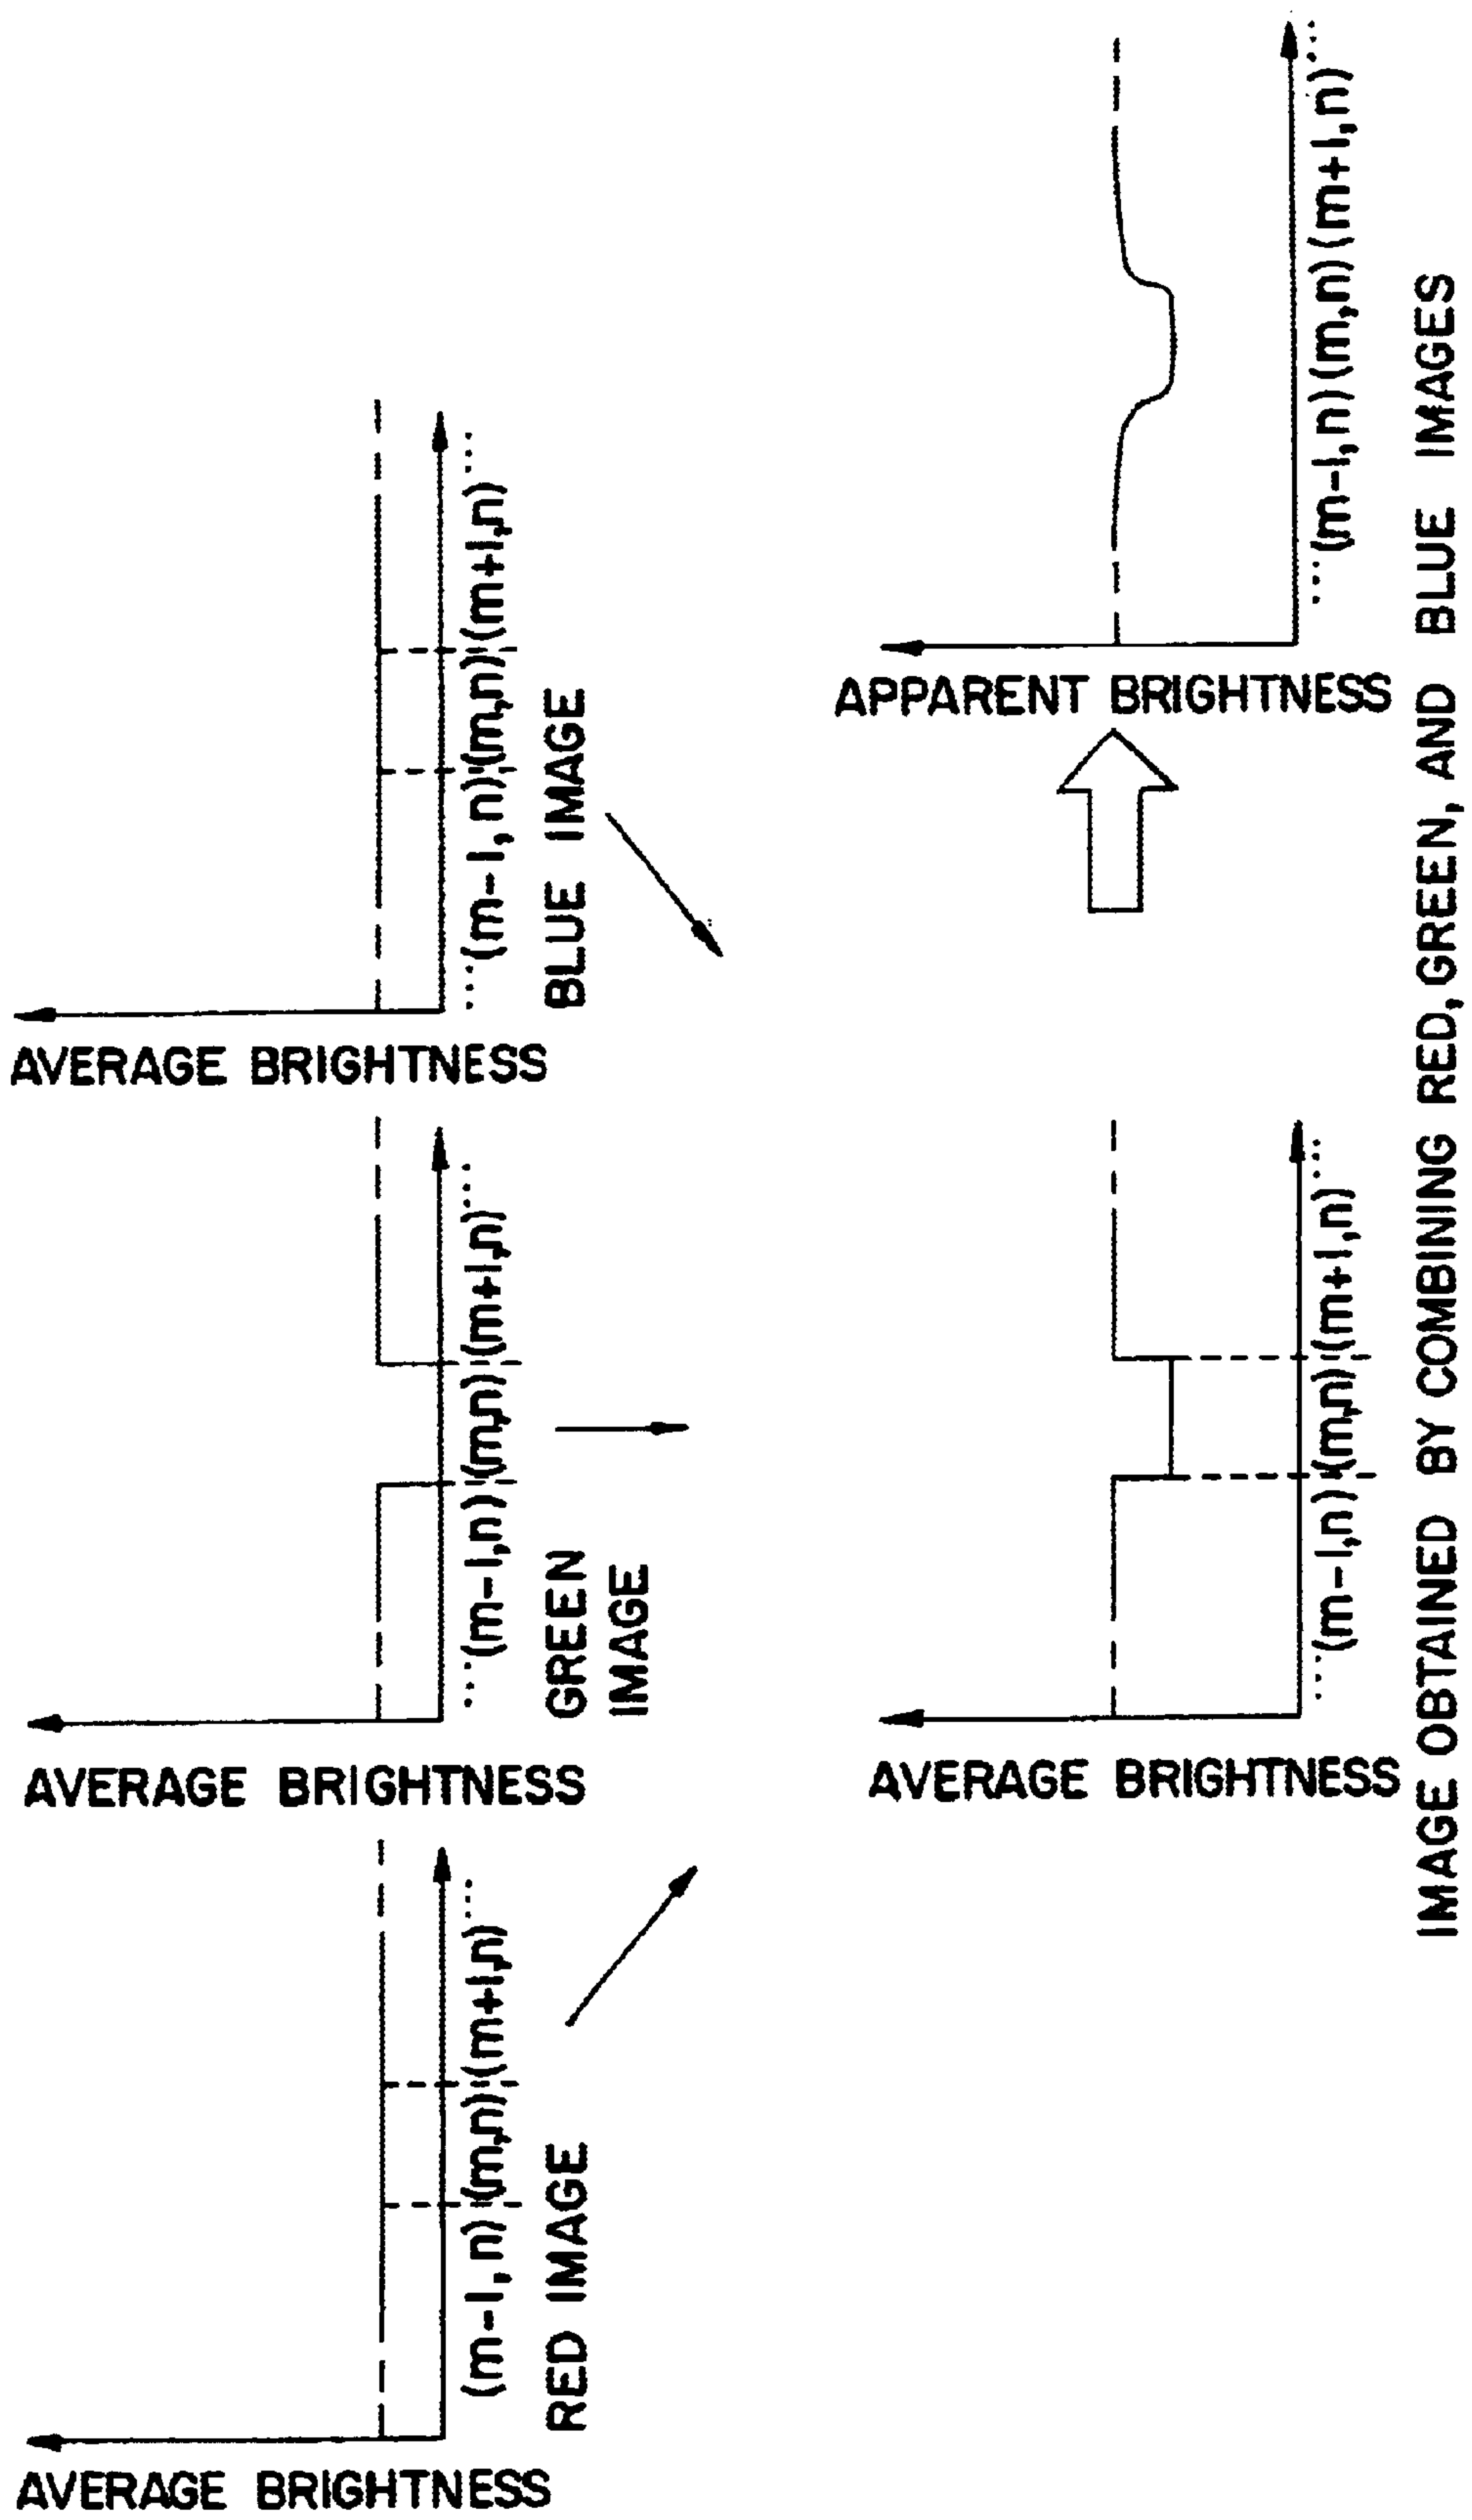 AVERAGE BRIGHTNESS
(m-1, n) (m,n) (m+1,n) ...
RED IMAGE
AVERAGE BRIGHTNESS
... (m-1,n) (m,n) (m+1,n) ...
GREEN
IMAGE
AVERAGE BRIGHTNESS
... (m-1, n) (m,n) (m+1,n) ...
BLUE IMAGE
AVERAGE BRIGHTNESS
... (m-1,n) (m,n) (m+1,n) ...
APPARENT BRIGHTNESS
... (m-1,n) (m,n) (m+1,n) ...
IMAGE OBTAINED BY COMBINING RED, GREEN, AND BLUE IMAGES